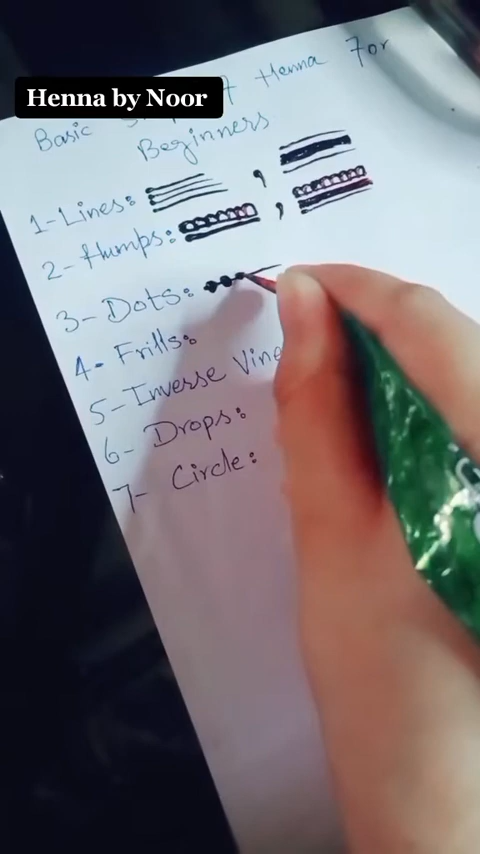 Henna by Noor
Basic Henna For
Beginners
1-Lines: ,
2-Humps: ,
3-Dots:
4-Frills:
5-Inverse Vine
6-Drops:
7-Circle: